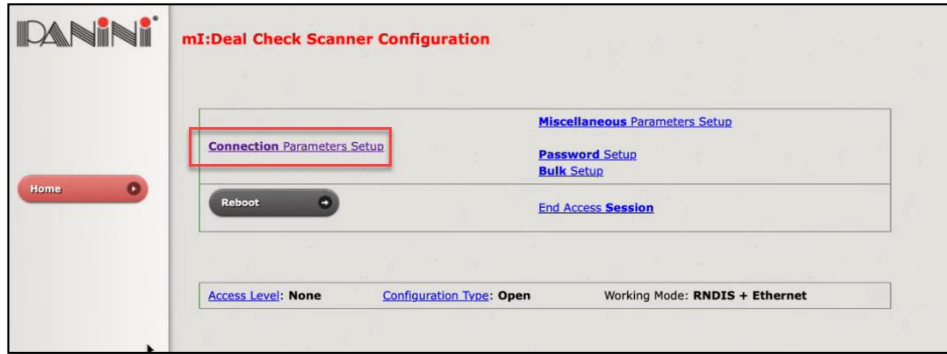 PANINI
mI:Deal Check Scanner Configuration
Connection Parameters Setup
Miscellaneous Parameters Setup
Password Setup
Bulk Setup
Home
Reboot
End Access Session
Access Level: None Configuration Type: Open Working Mode: RNDIS + Ethernet